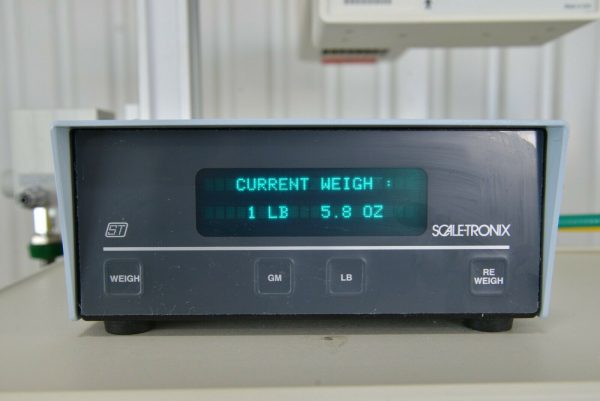 CURRENT WEIGH :
1 LB 5.8 OZ
ST
SCALE-TRONIX
WEIGH
GM
LB
RE
WEIGH